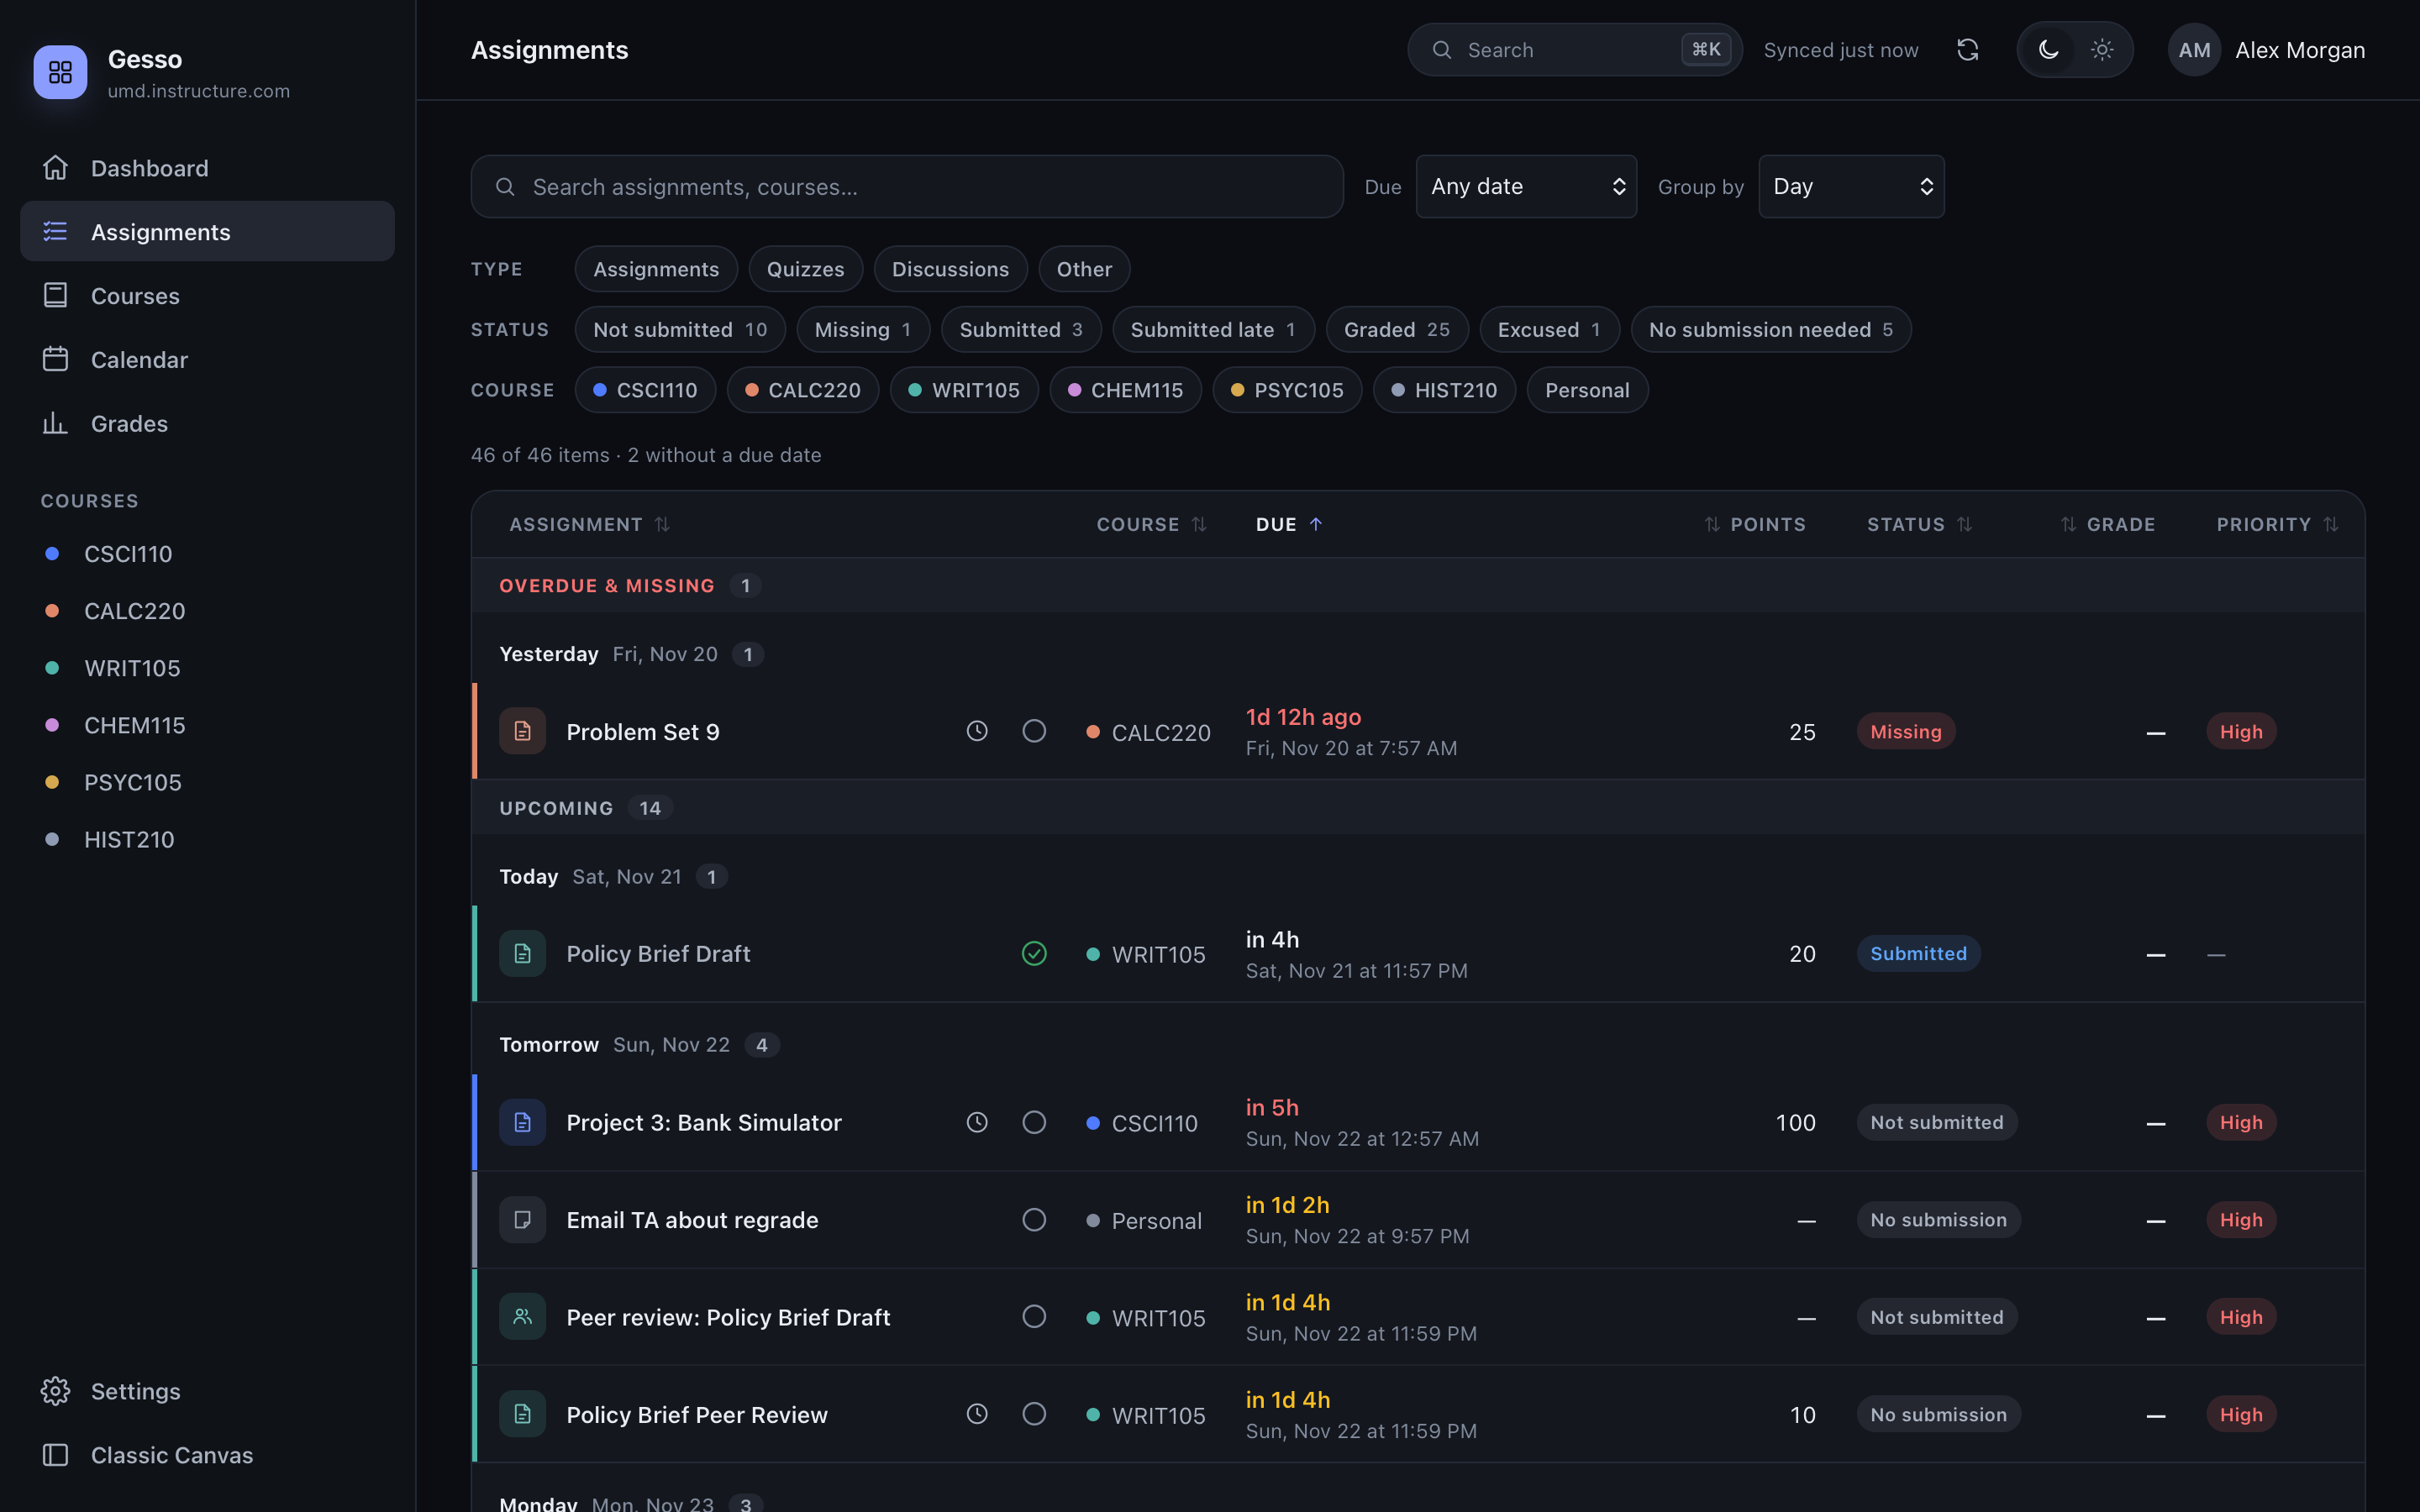 Gesso
umd.instructure.com
Dashboard
Assignments
Courses
Calendar
Grades
COURSES
CSCI110
CALC220
WRIT105
CHEM115
PSYC105
HIST210
Settings
Classic Canvas
Assignments
Search ⌘K
Synced just now
AM Alex Morgan
Search assignments, courses...
Due Any date
Group by Day
TYPE Assignments Quizzes Discussions Other
STATUS Not submitted 10 Missing 1 Submitted 3 Submitted late 1 Graded 25 Excused 1 No submission needed 5
COURSE CSCI110 CALC220 WRIT105 CHEM115 PSYC105 HIST210 Personal
46 of 46 items · 2 without a due date
ASSIGNMENT COURSE DUE POINTS STATUS GRADE PRIORITY
OVERDUE & MISSING 1
Yesterday Fri, Nov 20 1
Problem Set 9 CALC220 1d 12h ago 25 Missing — High
Fri, Nov 20 at 7:57 AM
UPCOMING 14
Today Sat, Nov 21 1
Policy Brief Draft WRIT105 in 4h 20 Submitted — —
Sat, Nov 21 at 11:57 PM
Tomorrow Sun, Nov 22 4
Project 3: Bank Simulator CSCI110 in 5h 100 Not submitted — High
Sun, Nov 22 at 12:57 AM
Email TA about regrade Personal in 1d 2h — No submission — High
Sun, Nov 22 at 9:57 PM
Peer review: Policy Brief Draft WRIT105 in 1d 4h — Not submitted — High
Sun, Nov 22 at 11:59 PM
Policy Brief Peer Review WRIT105 in 1d 4h 10 No submission — High
Sun, Nov 22 at 11:59 PM
Monday Mon, Nov 23 3